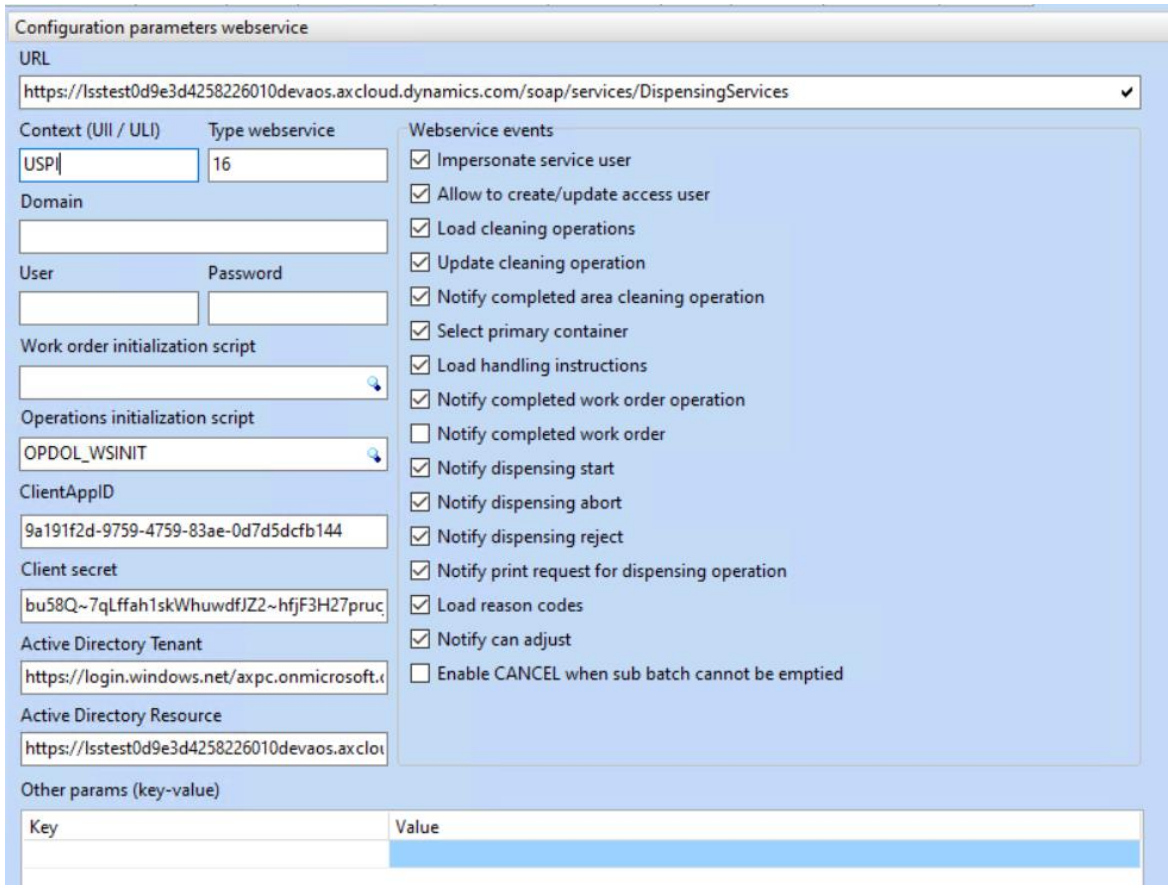 Configuration parameters webservice
URL
https://lsstest0d9e3d4258226010devaos.axcloud.dynamics.com/soap/services/DispensingServices
Context (UII / ULI)
Type webservice
USPI
16
Domain
User
Password
Work order initialization script
Operations initialization script
OPDOL_WSINIT
ClientAppID
9a191f2d-9759-4759-83ae-0d7d5dcfb144
Client secret
bu58Q~7qLffah1skWhuwdfJZ2~hfjF3H27pruc
Active Directory Tenant
https://login.windows.net/axpc.onmicrosoft.c
Active Directory Resource
https://lsstest0d9e3d4258226010devaos.axclou
Webservice events
Impersonate service user
Allow to create/update access user
Load cleaning operations
Update cleaning operation
Notify completed area cleaning operation
Select primary container
Load handling instructions
Notify completed work order operation
Notify completed work order
Notify dispensing start
Notify dispensing abort
Notify dispensing reject
Notify print request for dispensing operation
Load reason codes
Notify can adjust
Enable CANCEL when sub batch cannot be emptied
Other params (key-value)
Key
Value